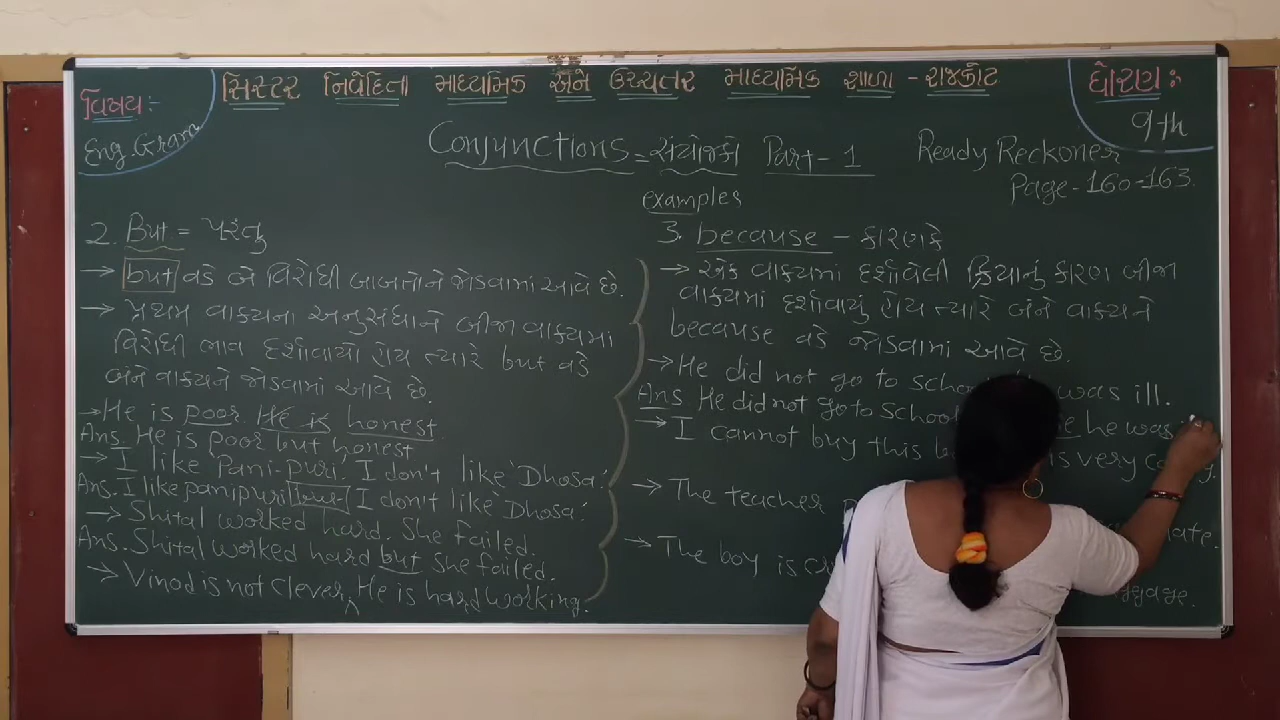 વિષય :-
Eng. Gram
સિસ્ટર નિવેદિતા માધ્યમિક અને ઉચ્ચતર માધ્યમિક શાળા - રાજકોટ
ધોરણ :
9th
Conjunctions = સંયોજકો Part - 1
Ready Reckoner
Page - 160-163.
examples
2. But = પરંતુ
→ but વડે બે વિરોધી બાબતોને જોડવામાં આવે છે.
→ પ્રથમ વાક્યના અનુસંધાને બીજા વાક્યમાં
વિરોધી ભાવ દર્શાવાયો હોય ત્યારે but વડે
બંને વાક્યને જોડવામાં આવે છે.
→ He is poor. He is honest.
Ans. He is poor but honest
→ I like Pani-puri. I don't like 'Dhosa'.
Ans. I like panipuri but I don't like 'Dhosa'.
→ Shital worked hard. She failed.
Ans. Shital worked hard but she failed.
→ Vinod is not clever. He is hard working.
3. because - કારણકે
→ એક વાક્યમાં દર્શાવેલી ક્રિયાનું કારણ બીજા
વાક્યમાં દર્શાવાયું હોય ત્યારે બંને વાક્યને
because વડે જોડવામાં આવે છે.
→ He did not go to was ill.
Ans He did not go to school he was
→ I cannot buy this is very
→ The teacher
→ The boy is